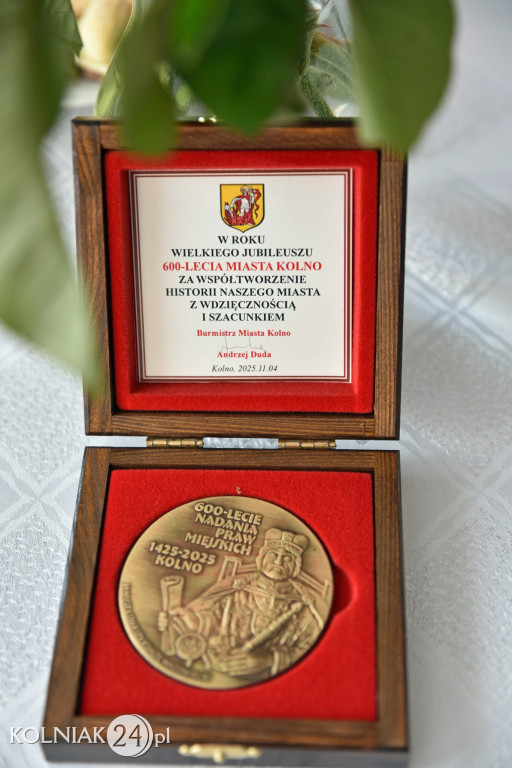 W ROKU
WIELKIEGO JUBILEUSZU
600-LECIA MIASTA KOLNO
ZA WSPÓŁTWORZENIE
HISTORII NASZEGO MIASTA
Z WDZIĘCZNOŚCIĄ
I SZACUNKIEM
Burmistrz Miasta Kolno
Andrzej Duda
Kolno, 2025.11.04
600-LECIE
NADANIA
PRAW
MIEJSKICH
1425-2025
KOLNO
KOLNIAK24.pl